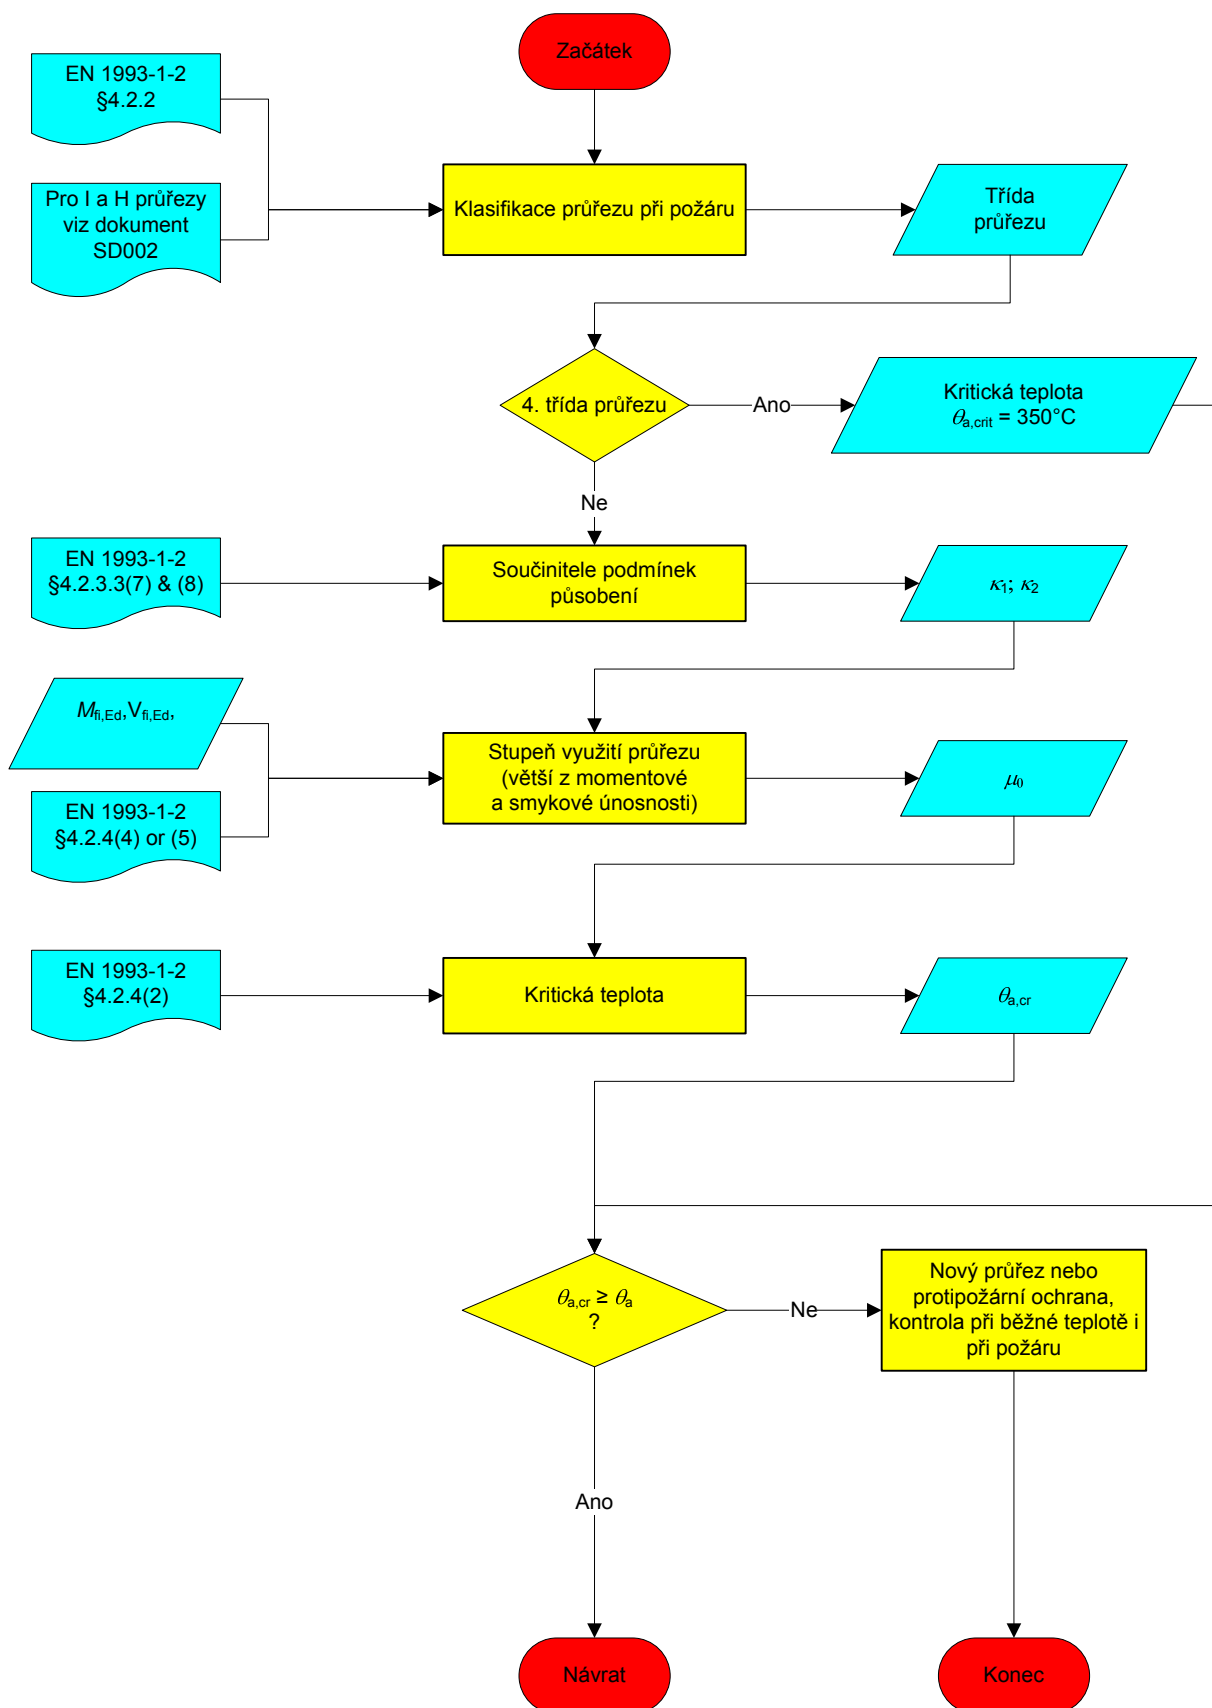 Začátek
EN 1993-1-2
§4.2.2
Pro I a H průřezy
viz dokument
SD002
Klasifikace průřezu při požáru
Třída
průřezu
4. třída průřezu
Ano
Kritická teplota
θa,crit = 350°C
Ne
EN 1993-1-2
§4.2.3.3(7) & (8)
Součinitele podmínek
působení
κ1; κ2
Mfi,Ed,Vfi,Ed,
EN 1993-1-2
§4.2.4(4) or (5)
Stupeň využití průřezu
(větší z momentové
a smykové únosnosti)
μ0
EN 1993-1-2
§4.2.4(2)
Kritická teplota
θa,cr
θa,cr ≥ θa
?
Ne
Nový průřez nebo
protipožární ochrana,
kontrola při běžné teplotě i
při požáru
Ano
Návrat
Konec